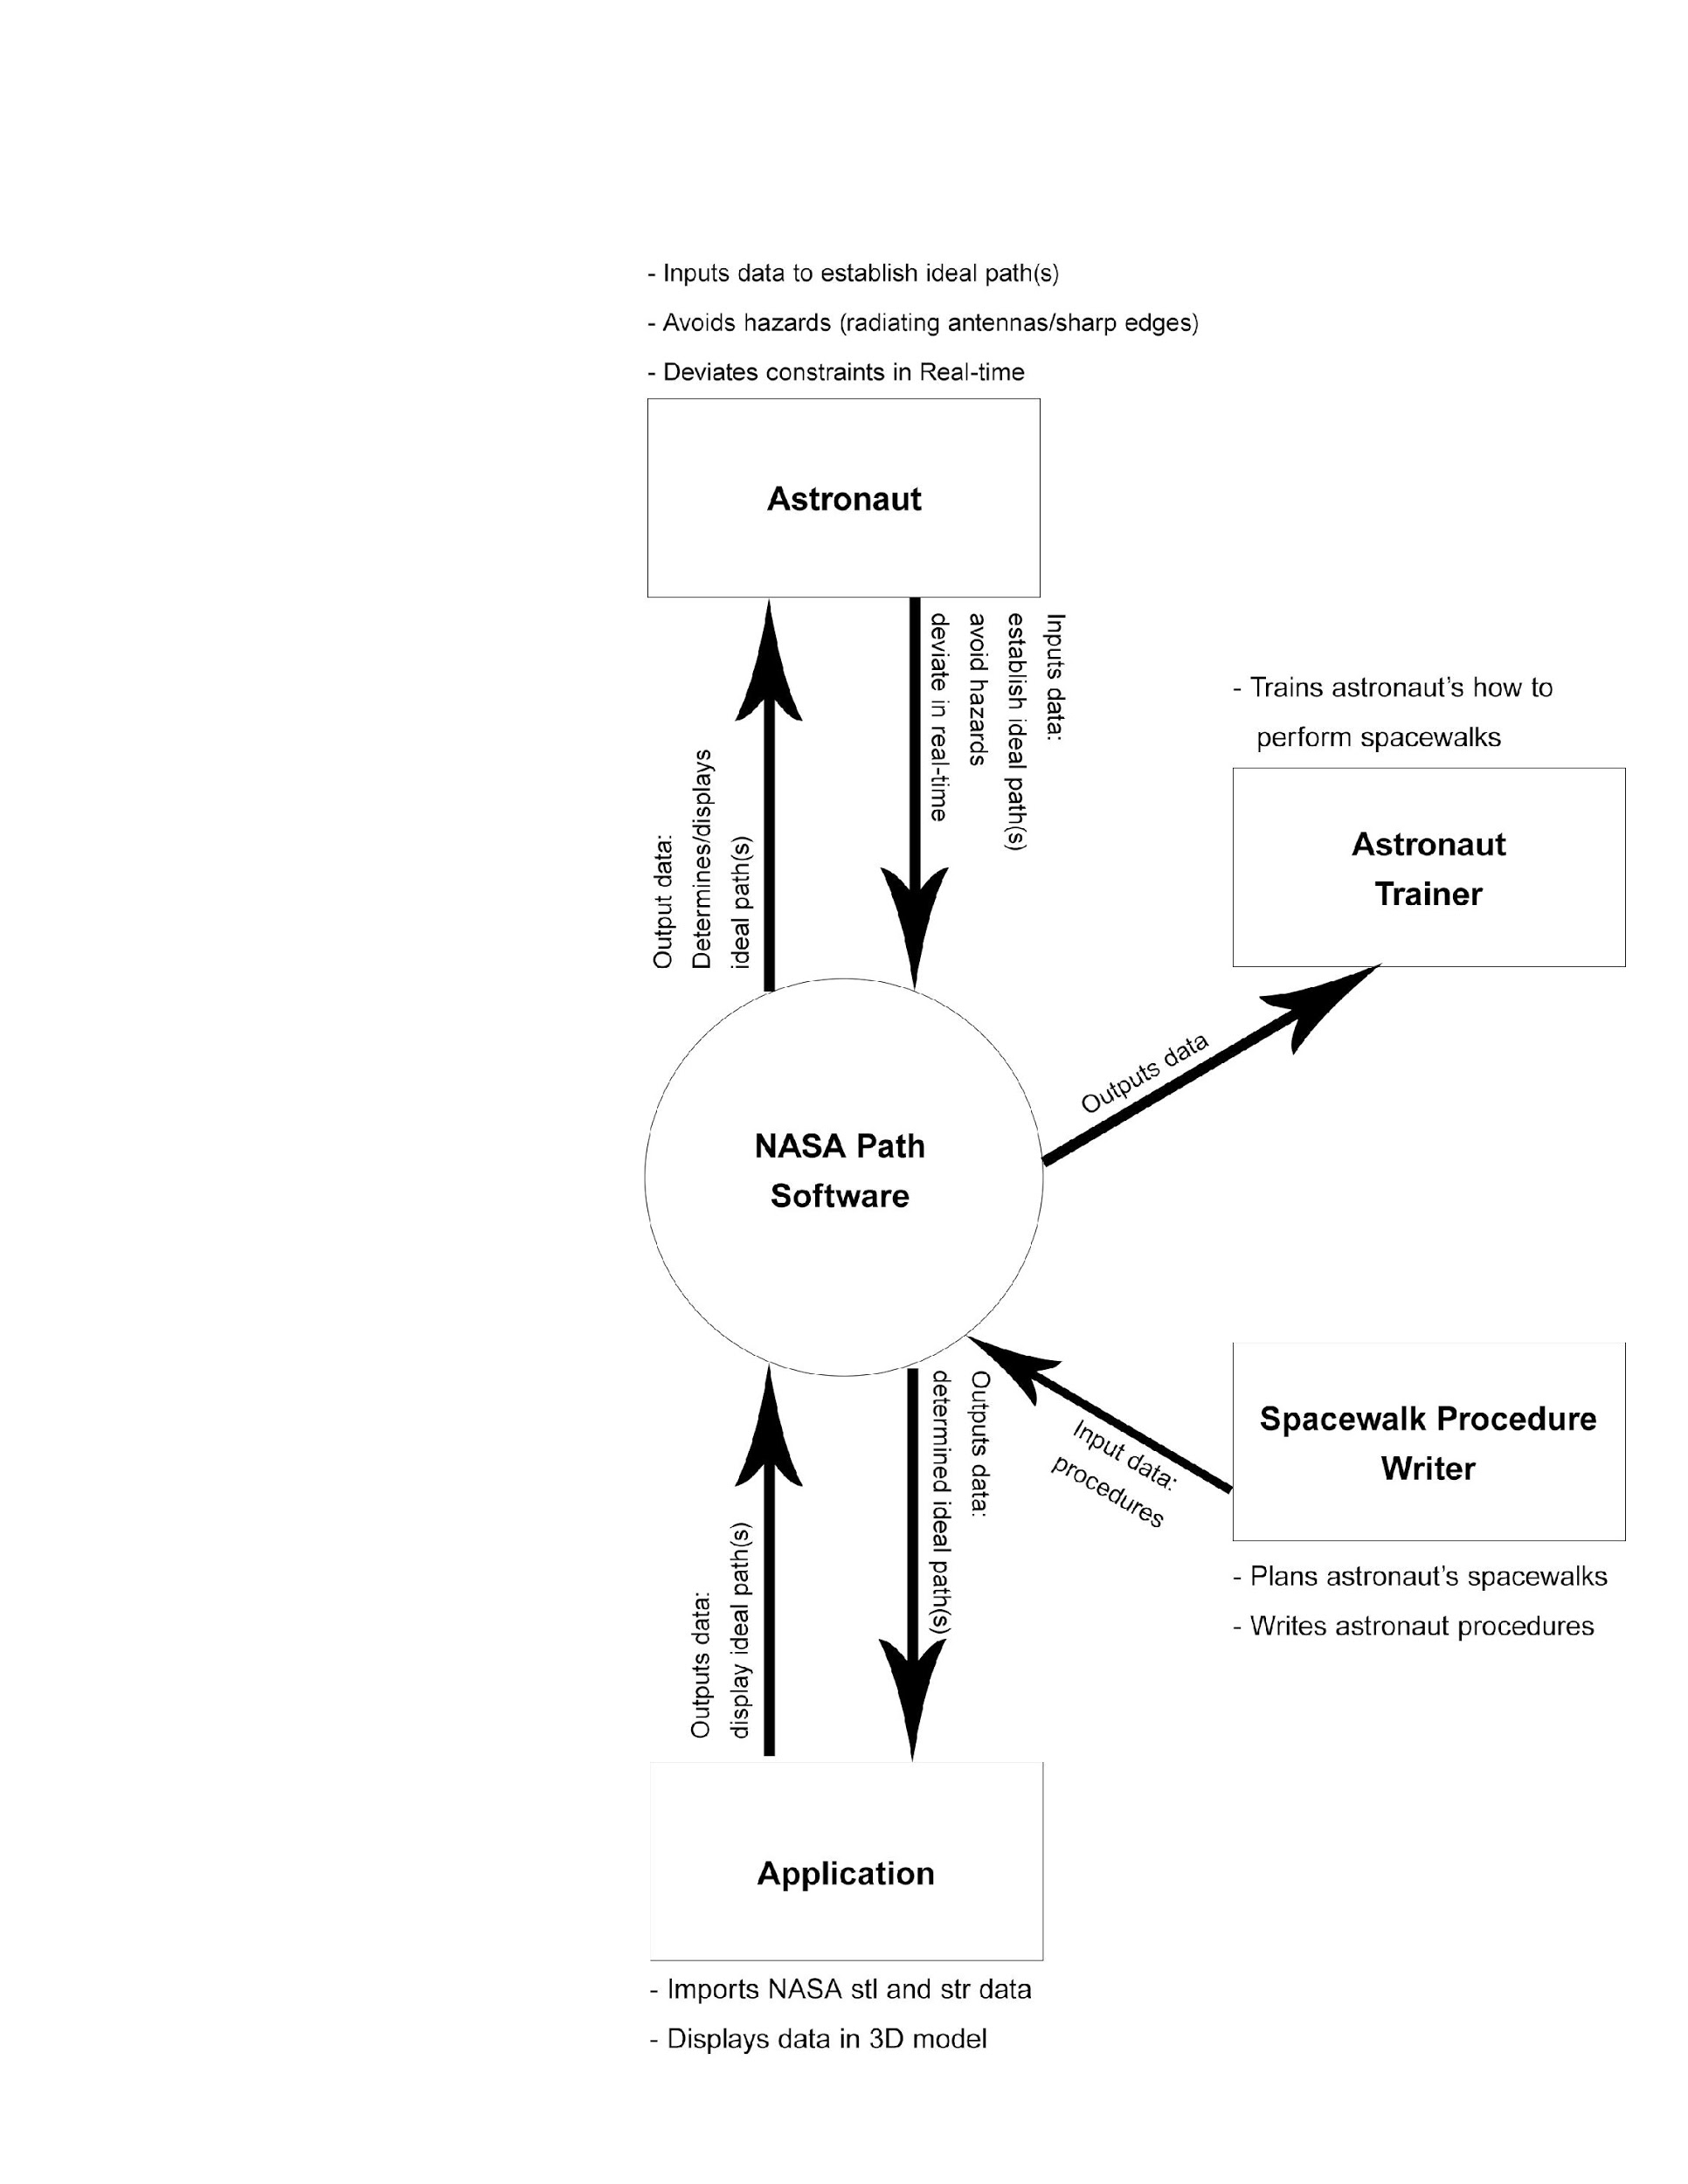 - Inputs data to establish ideal path(s)
- Avoids hazards (radiating antennas/sharp edges)
- Deviates constraints in Real-time
Astronaut
Output data:
Determines/displays
ideal path(s)
Inputs data:
establish ideal path(s)
avoid hazards
deviate in real-time
- Trains astronaut's how to
perform spacewalks
Astronaut
Trainer
Outputs data
NASA Path
Software
Spacewalk Procedure
Writer
Input data:
procedures
- Plans astronaut's spacewalks
- Writes astronaut procedures
Outputs data:
determined ideal path(s)
Outputs data:
display ideal path(s)
Application
- Imports NASA stl and str data
- Displays data in 3D model